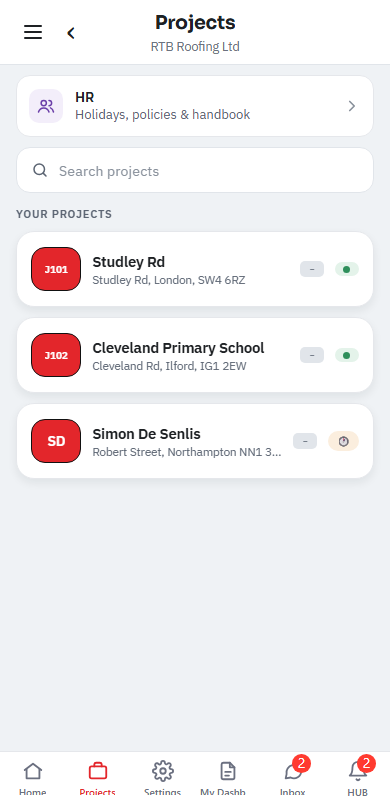 Projects
RTB Roofing Ltd
HR
Holidays, policies & handbook
Search projects
YOUR PROJECTS
J101
Studley Rd
Studley Rd, London, SW4 6RZ
–
J102
Cleveland Primary School
Cleveland Rd, Ilford, IG1 2EW
–
SD
Simon De Senlis
Robert Street, Northampton NN1 3...
–
2
2
Home
Projects
Settings
My Dashb
Inbox
HUB